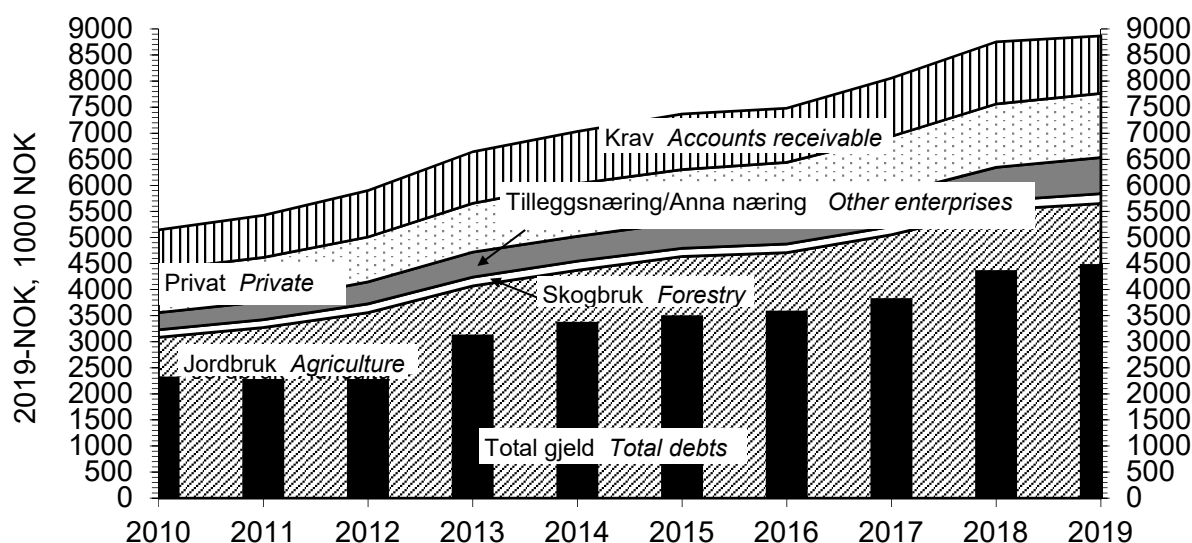 2019-NOK, 1000 NOK
9000 9000
8500 8500
8000 8000
7500 7500
7000 7000
6500 6500
6000 6000
5500 5500
5000 5000
4500 4500
4000 4000
3500 3500
3000 3000
2500 2500
2000 2000
1500 1500
1000 1000
500 500
0 0
Krav Accounts receivable
Tilleggsnæring/Anna næring Other enterprises
Privat Private
Skogbruk Forestry
Jordbruk Agriculture
Total gjeld Total debts
2010 2011 2012 2013 2014 2015 2016 2017 2018 2019